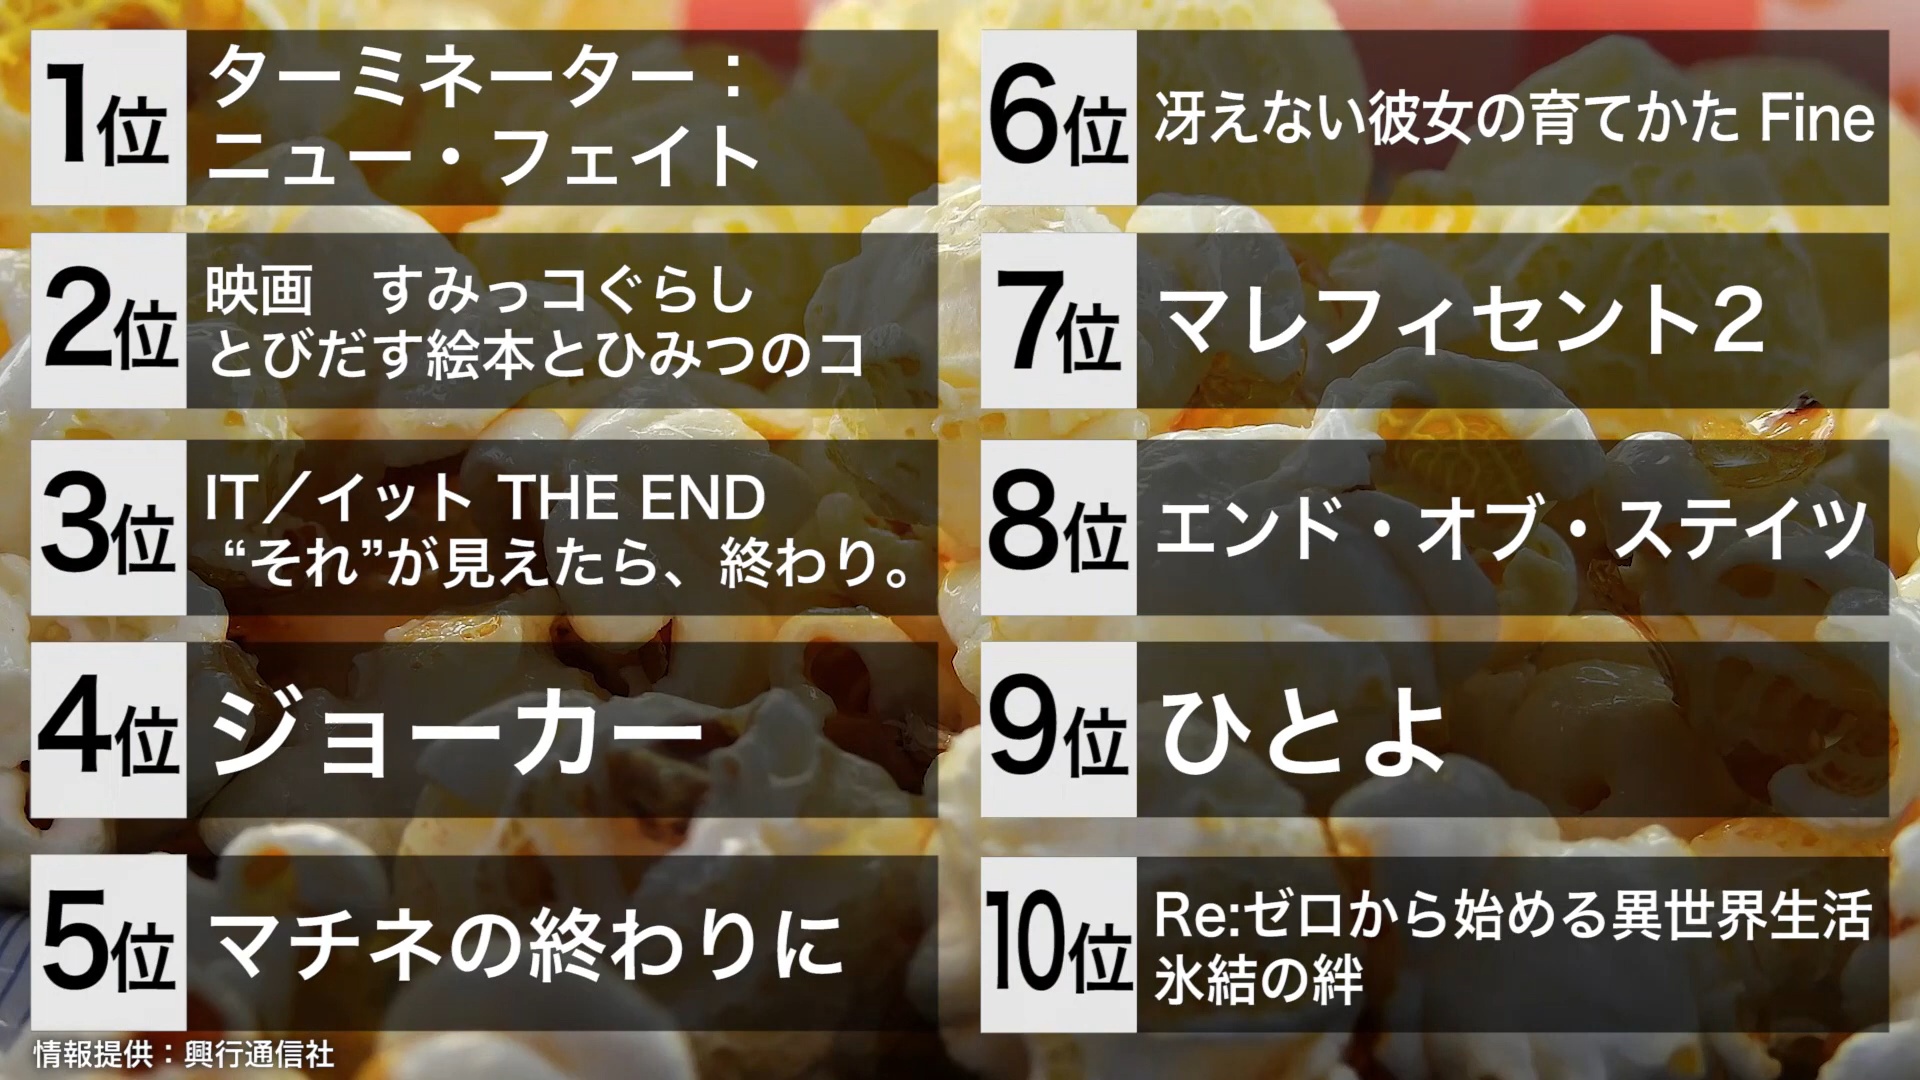 1位
ターミネーター：
ニュー・フェイト
2位
映画　すみっコぐらし
とびだす絵本とひみつのコ
3位
IT／イット THE END
“それ”が見えたら、終わり。
4位
ジョーカー
5位
マチネの終わりに
6位
冴えない彼女の育てかた Fine
7位
マレフィセント2
8位
エンド・オブ・ステイツ
9位
ひとよ
10位
Re:ゼロから始める異世界生活
氷結の絆
情報提供：興行通信社